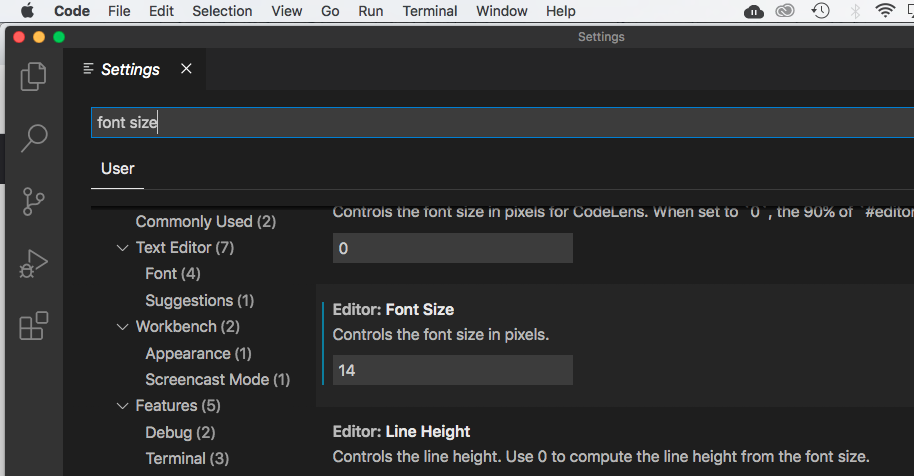 Code File Edit Selection View Go Run Terminal Window Help
Settings
Settings
font size
User
Commonly Used (2)
Text Editor (7)
Font (4)
Suggestions (1)
Workbench (2)
Appearance (1)
Screencast Mode (1)
Features (5)
Debug (2)
Terminal (3)
Controls the font size in pixels for CodeLens. When set to `0`, the 90% of `#editor
0
Editor: Font Size
Controls the font size in pixels.
14
Editor: Line Height
Controls the line height. Use 0 to compute the line height from the font size.